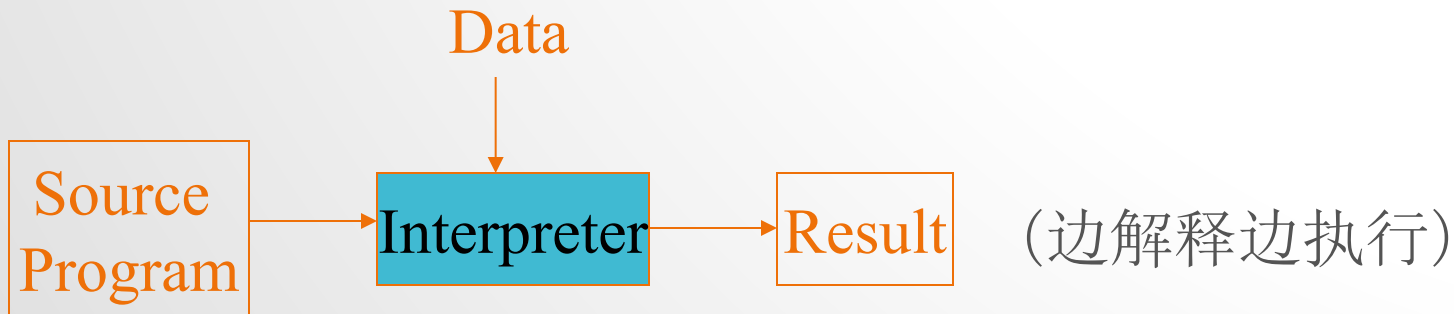 Data
Source
Program
Interpreter
Result
（边解释边执行）